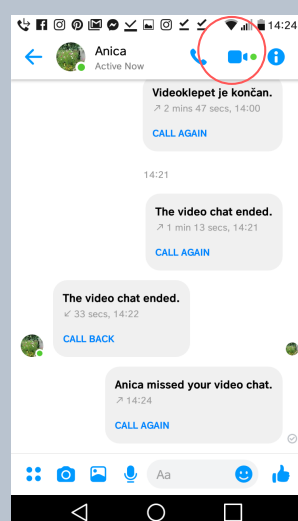 14:24
Anica
Active Now
Videoklepet je končan.
↗ 2 mins 47 secs, 14:00
CALL AGAIN
14:21
The video chat ended.
↗ 1 min 13 secs, 14:21
CALL AGAIN
The video chat ended.
↙ 33 secs, 14:22
CALL BACK
Anica missed your video chat.
↗ 14:24
CALL AGAIN
Aa